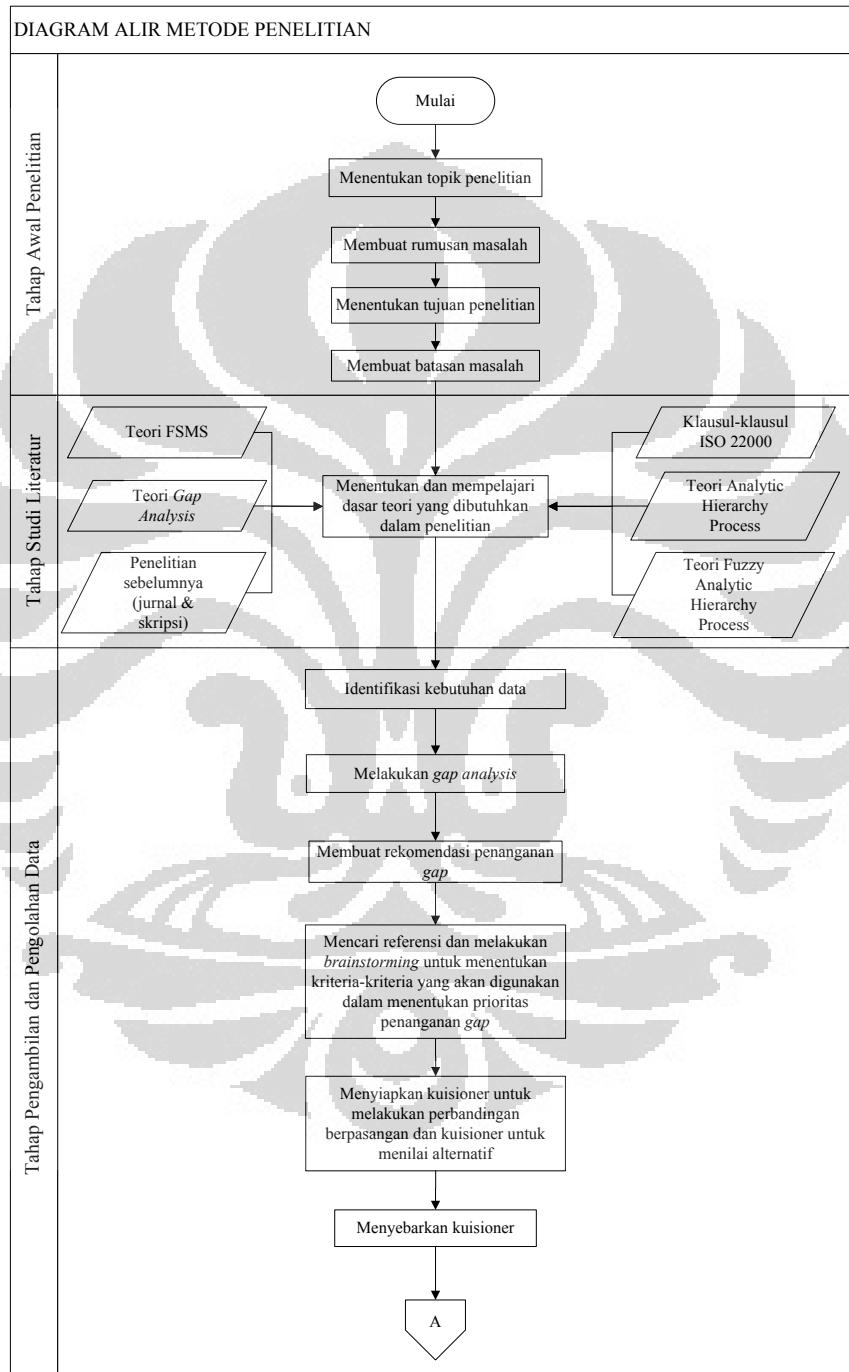 DIAGRAM ALIR METODE PENELITIAN
Tahap Awal Penelitian
Mulai
Menentukan topik penelitian
Membuat rumusan masalah
Menentukan tujuan penelitian
Membuat batasan masalah
Tahap Studi Literatur
Teori FSMS
Teori Gap
Analysis
Penelitian
sebelumnya
(jurnal &
skripsi)
Menentukan dan mempelajari
dasar teori yang dibutuhkan
dalam penelitian
Klausul-klausul
ISO 22000
Teori Analytic
Hierarchy
Process
Teori Fuzzy
Analytic
Hierarchy
Process
Tahap Pengambilan dan Pengolahan Data
Identifikasi kebutuhan data
Melakukan gap analysis
Membuat rekomendasi penanganan
gap
Mencari referensi dan melakukan
brainstorming untuk menentukan
kriteria-kriteria yang akan digunakan
dalam menentukan prioritas
penanganan gap
Menyiapkan kuisioner untuk
melakukan perbandingan
berpasangan dan kuisioner untuk
menilai alternatif
Menyebarkan kuisioner
A